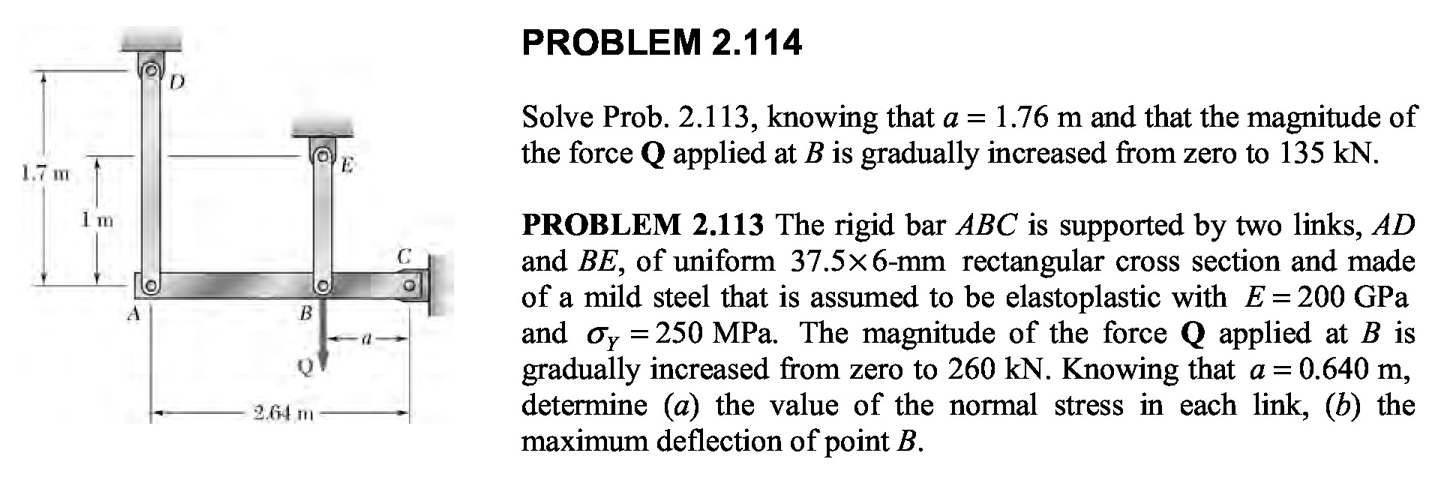 PROBLEM 2.114
Solve Prob. 2.113, knowing that a = 1.76 m and that the magnitude of
the force Q applied at B is gradually increased from zero to 135 kN.
PROBLEM 2.113 The rigid bar ABC is supported by two links, AD
and BE, of uniform 37.5×6-mm rectangular cross section and made
of a mild steel that is assumed to be elastoplastic with E = 200 GPa
and σY = 250 MPa. The magnitude of the force Q applied at B is
gradually increased from zero to 260 kN. Knowing that a = 0.640 m,
determine (a) the value of the normal stress in each link, (b) the
maximum deflection of point B.
D
E
1.7 m
1 m
C
A
B
a
Q
2.64 m